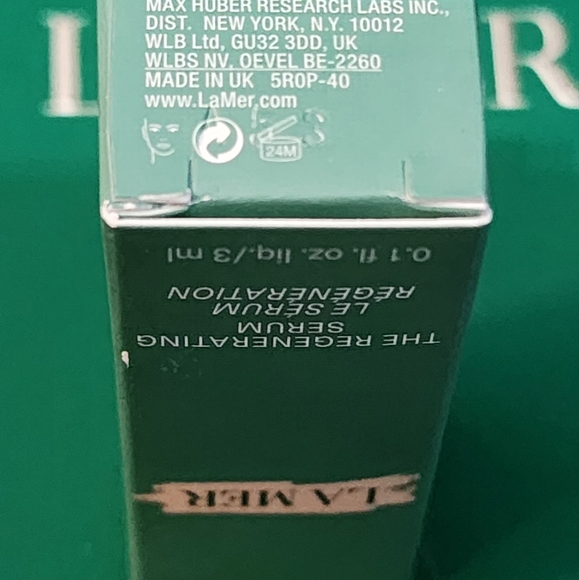 L R
MAX HUBER RESEARCH LABS INC.,
DIST. NEW YORK, N.Y. 10012
WLB Ltd, GU32 3DD, UK
WLBS NV. OEVEL BE-2260
MADE IN UK 5R0P-40
www.LaMer.com
24M
LA MER
THE REGENERATING
SERUM
LE SÉRUM
RÉGÉNÉRATION
0.1 fl. oz. liq./3 ml